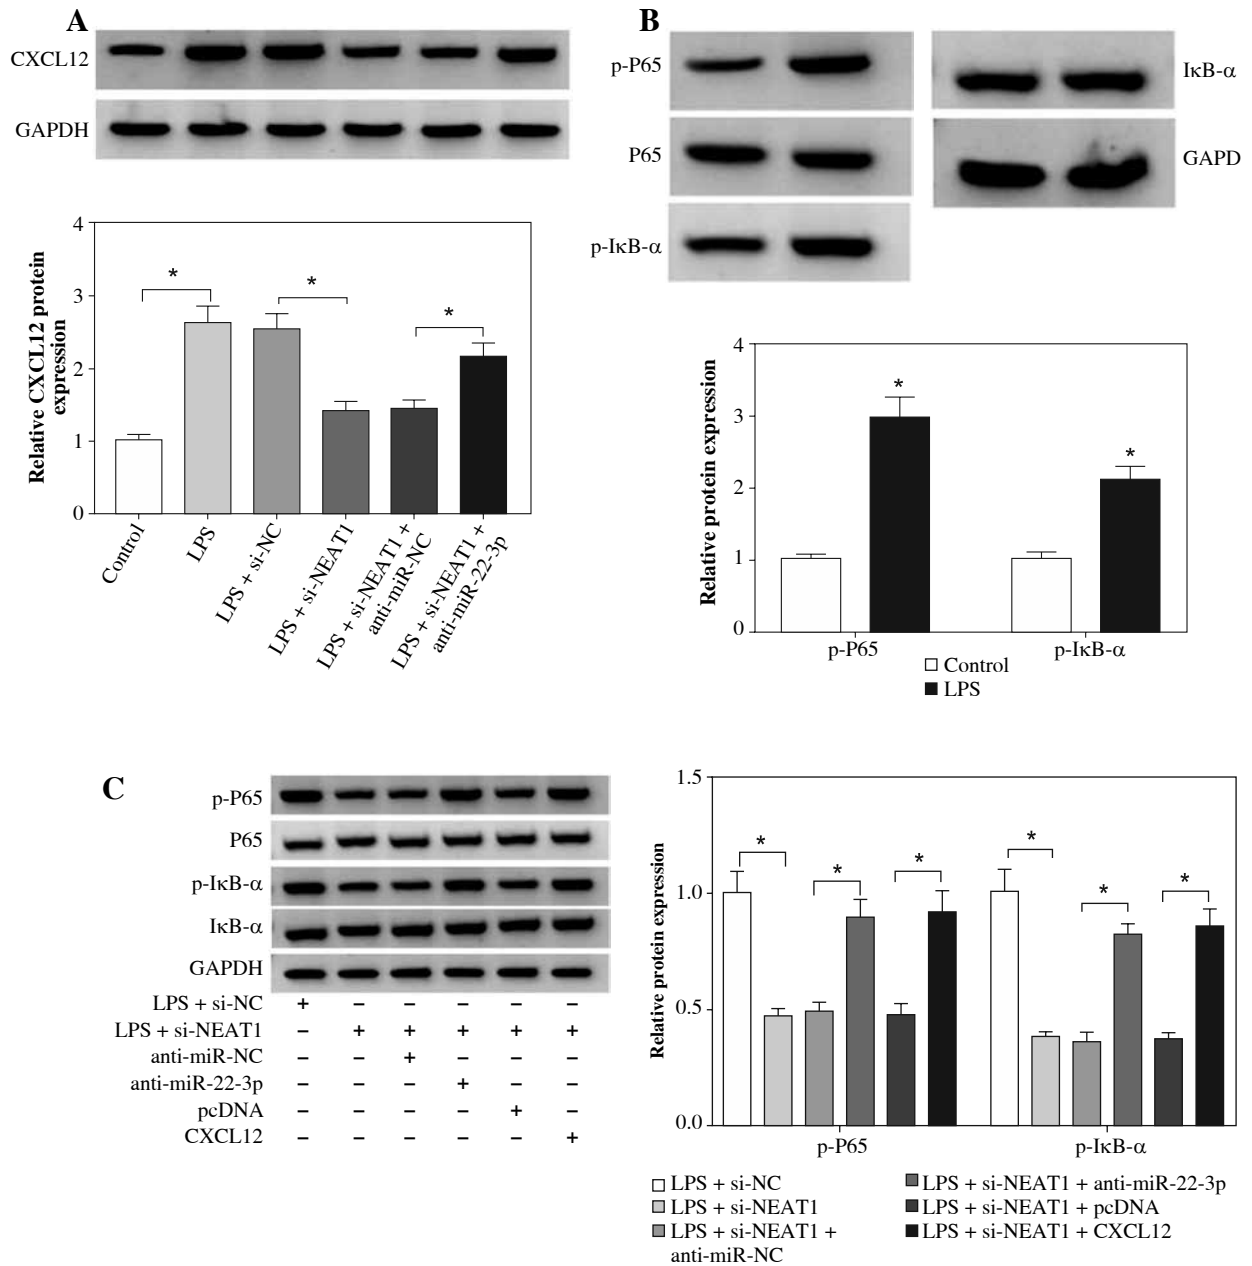 A
CXCL12
GAPDH
Relative CXCL12 protein
expression
4
3
2
1
0
*
*
*
Control
LPS
LPS + si-NC
LPS + si-NEAT1
LPS + si-NEAT1 +
anti-miR-NC
LPS + si-NEAT1 +
anti-miR-22-3p
B
p-P65
P65
p-IκB-α
IκB-α
GAPD
Relative protein expression
4
3
2
1
0
*
*
p-P65
p-IκB-α
Control
LPS
C
p-P65
P65
p-IκB-α
IκB-α
GAPDH
LPS + si-NC + – – – – –
LPS + si-NEAT1 – + + + + +
anti-miR-NC – – + – – –
anti-miR-22-3p – – – + – –
pcDNA – – – – + –
CXCL12 – – – – – +
Relative protein expression
1.5
1.0
0.5
0.0
*
*
*
*
*
*
p-P65
p-IκB-α
LPS + si-NC
LPS + si-NEAT1
LPS + si-NEAT1 +
anti-miR-NC
LPS + si-NEAT1 + anti-miR-22-3p
LPS + si-NEAT1 + pcDNA
LPS + si-NEAT1 + CXCL12